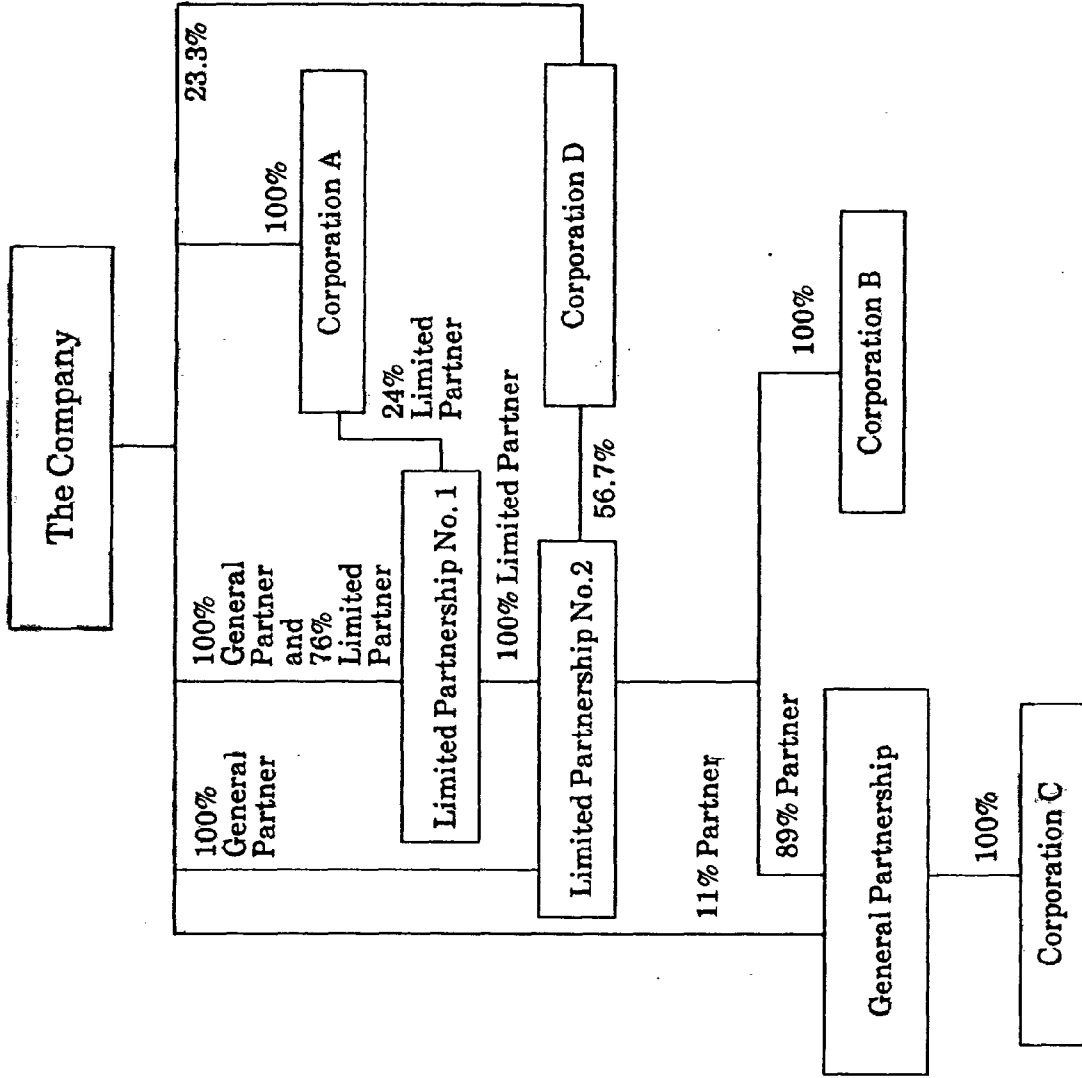 The Company
23.3%
100%
General
Partner
100%
General
Partner
and
76%
Limited
Partner
100%
Corporation A
24%
Limited
Partner
Limited Partnership No. 1
100% Limited Partner
Limited Partnership No.2
56.7%
Corporation D
11% Partner
89% Partner
100%
General Partnership
Corporation B
100%
Corporation C